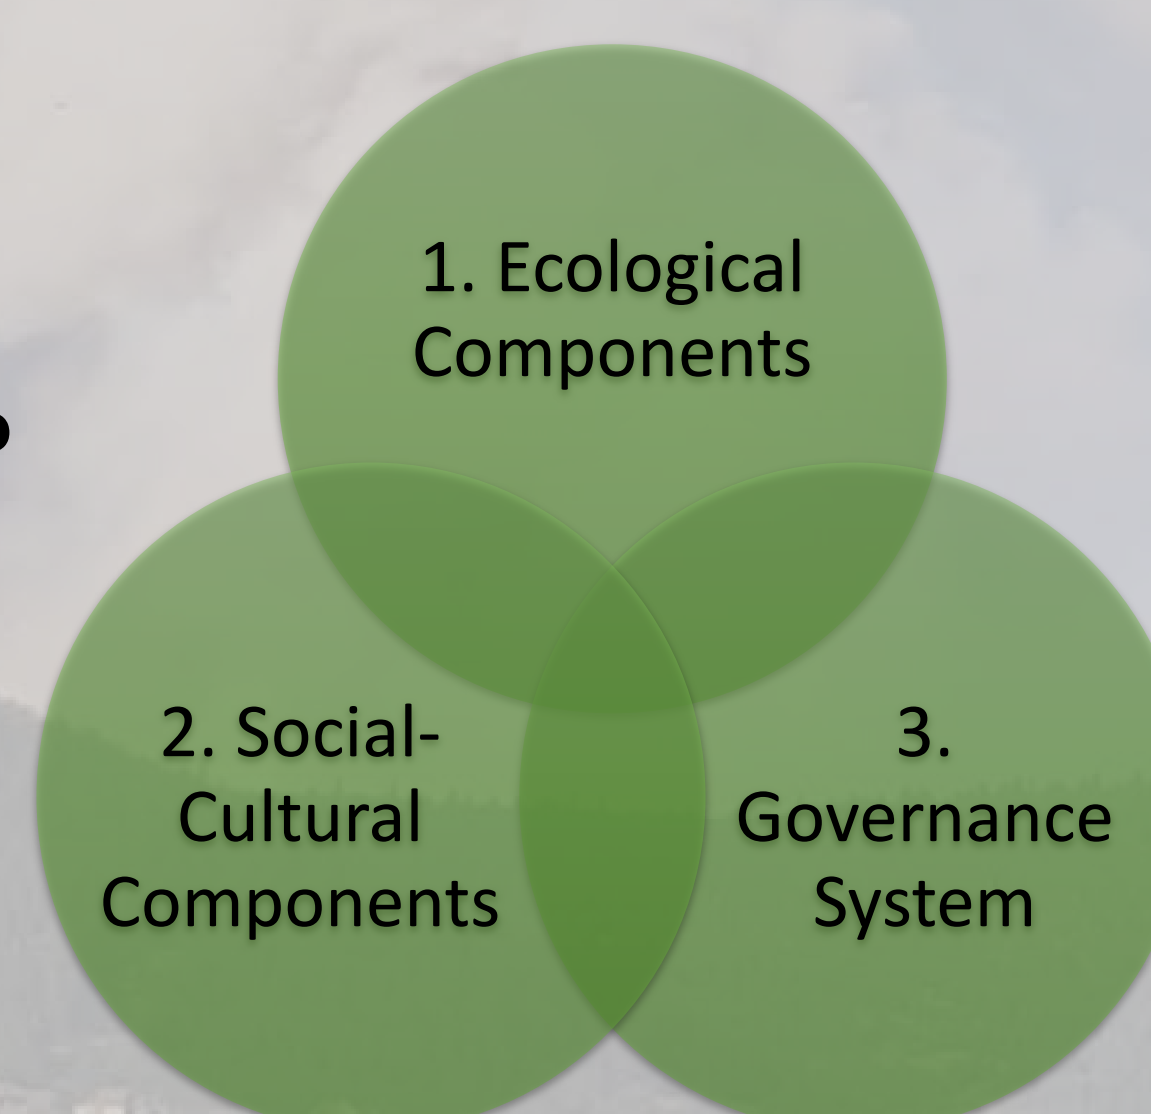 1. Ecological
Components
2. Social-
Cultural
Components
3.
Governance
System